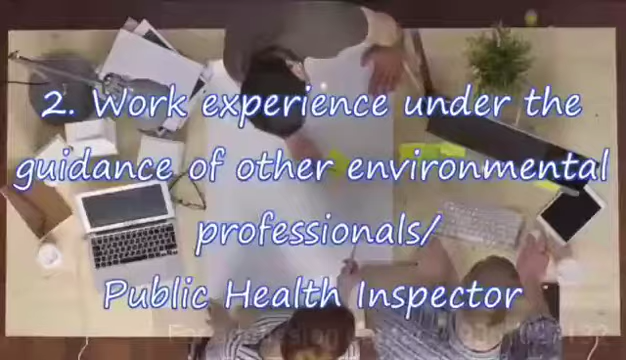 2. Work experience under the
guidance of other environmental
professionals/
Public Health Inspector